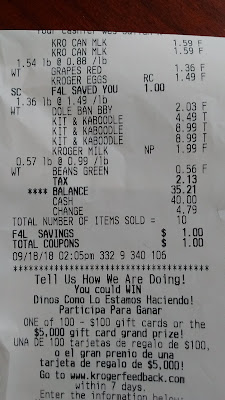 Your cashier was
KRO CAN MLK 1.59 F
KRO CAN MLK 1.59 F
1.54 lb @ 0.88 /lb
WT GRAPES RED 1.36 F
KROGER EGGS RC 1.49 F
SC F4L SAVED YOU 1.00
1.36 lb @ 1.49 /lb
WT COLE BAN BBY 2.03 F
KIT & KABOODLE 4.49 T
KIT & KABOODLE 8.99 T
KIT & KABOODLE 8.99 T
KROGER MILK NP 1.99 F
0.57 lb @ 0.99 /lb
WT BEANS GREEN 0.56 F
TAX 2.13
**** BALANCE 35.21
CASH 40.00
CHANGE 4.79
TOTAL NUMBER OF ITEMS SOLD = 10
F4L SAVINGS $ 1.00
TOTAL COUPONS $ 1.00
09/18/18 02:05pm 332 9 340 106
************************************
Tell Us How We Are Doing!
You could WIN
Dinos Como Lo Estamos Haciendo!
Participa Para Ganar
ONE of 100 - $100 gift cards or the
$5,000 gift card grand prize!
UNA DE 100 tarjetas de regalo de $100,
o el gran premio de una
tarjeta de regalo de $5,000!
Go to www.krogerfeedback.com
within 7 days.
Enter the information below